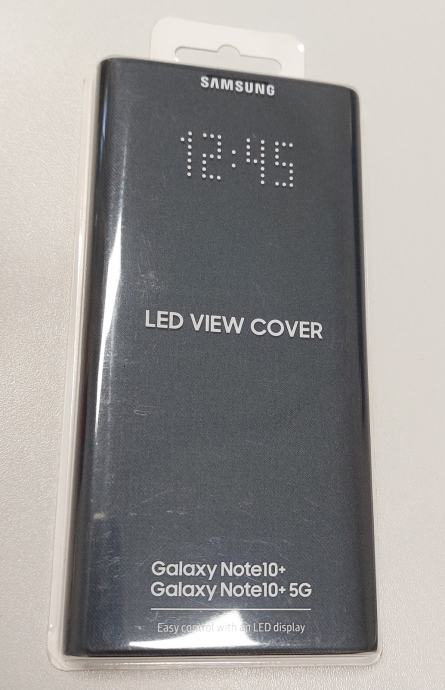 SAMSUNG
12:45
LED VIEW COVER
Galaxy Note10+
Galaxy Note10+ 5G
Easy control with an LED display